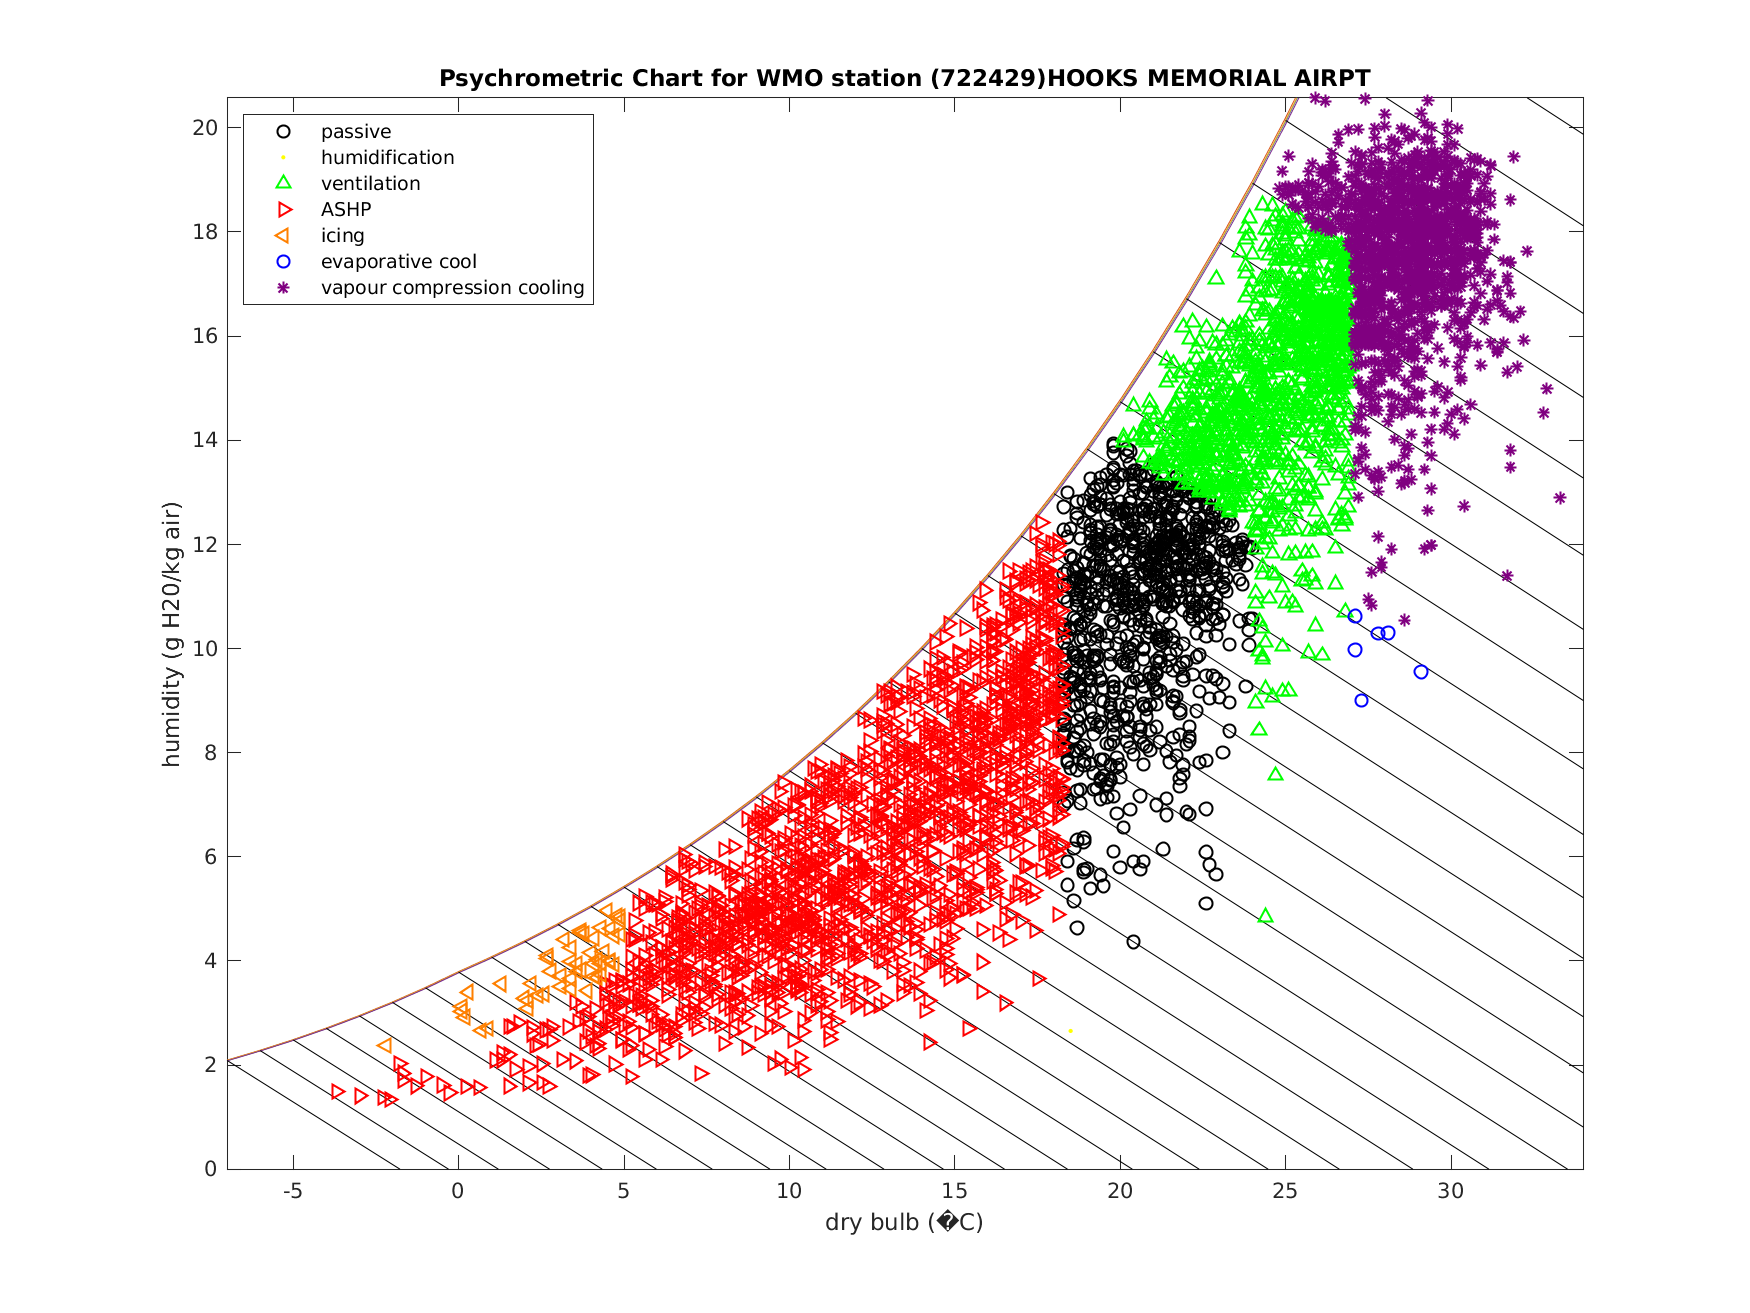 Psychrometric Chart for WMO station (722429)HOOKS MEMORIAL AIRPT
passive
humidification
ventilation
ASHP
icing
evaporative cool
vapour compression cooling
humidity (g H20/kg air)
20
18
16
14
12
10
8
6
4
2
0
-5 0 5 10 15 20 25 30
dry bulb (�C)